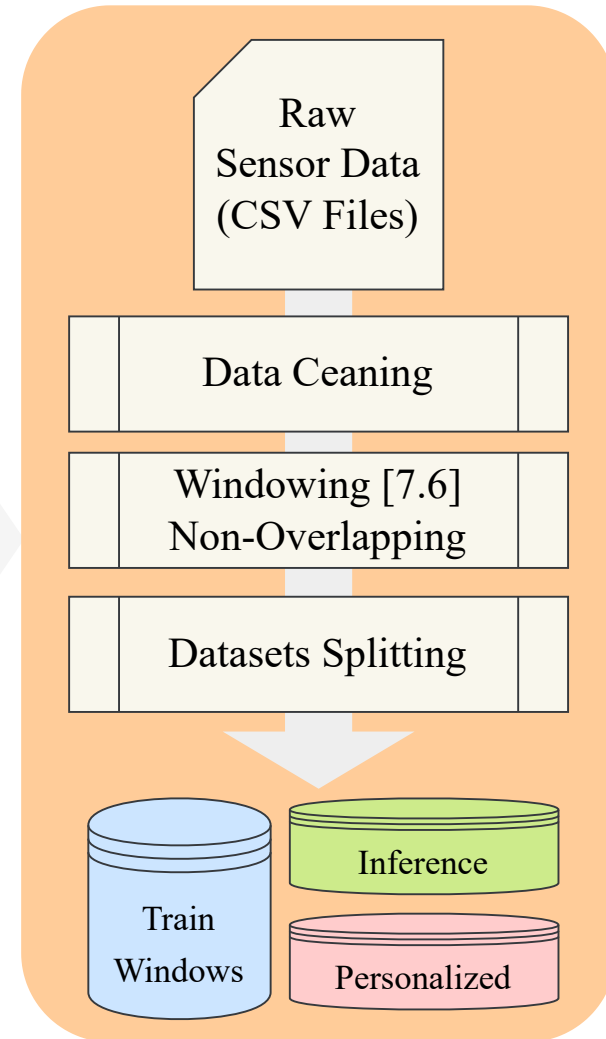 Raw
Sensor Data
(CSV Files)
Data Ceaning
Windowing [7.6]
Non-Overlapping
Datasets Splitting
Train
Windows
Inference
Personalized